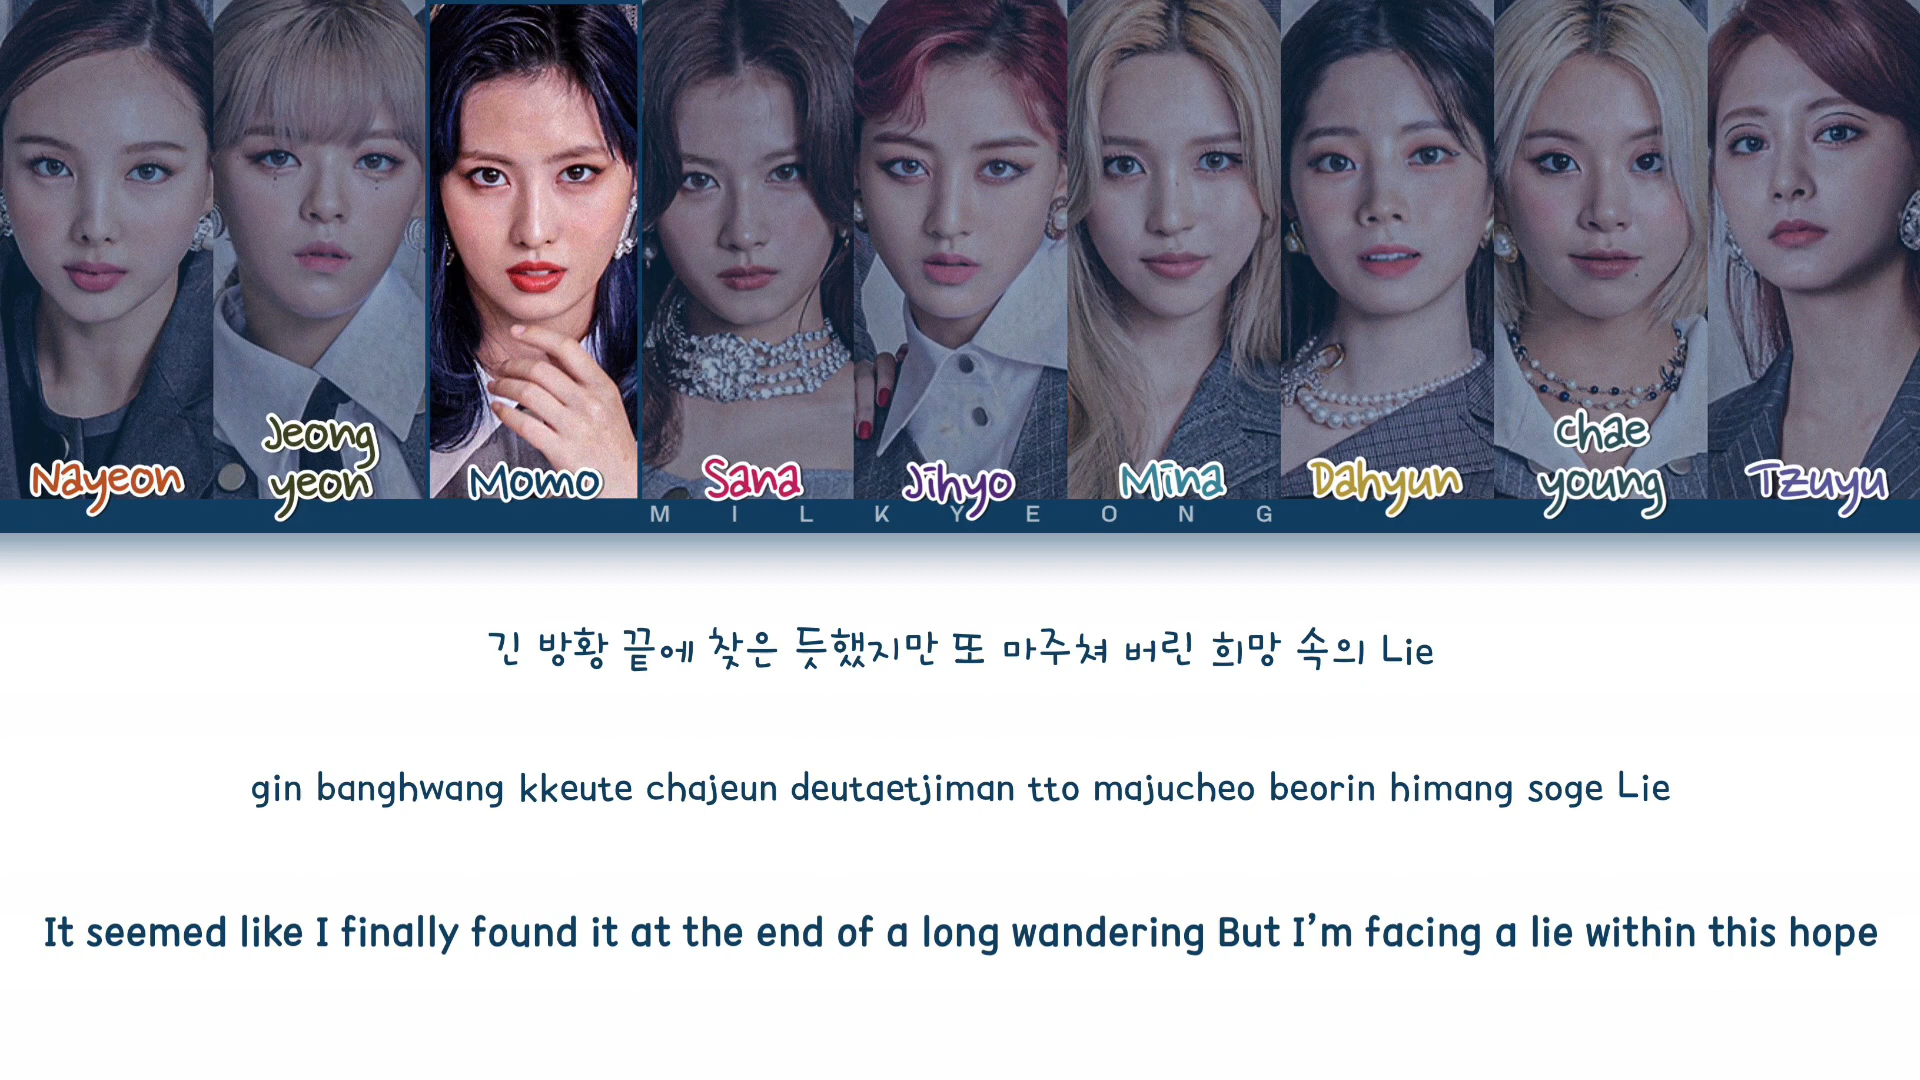 Nayeon
Jeong
yeon
Momo
Sana
Jihyo
Mina
Dahyun
chae
young
Tzuyu
MILKYEONG
긴 방황 끝에 찾은 듯했지만 또 마주쳐 버린 희망 속의 Lie
gin banghwang kkeute chajeun deutaetjiman tto majucheo beorin himang soge Lie
It seemed like I finally found it at the end of a long wandering But I'm facing a lie within this hope